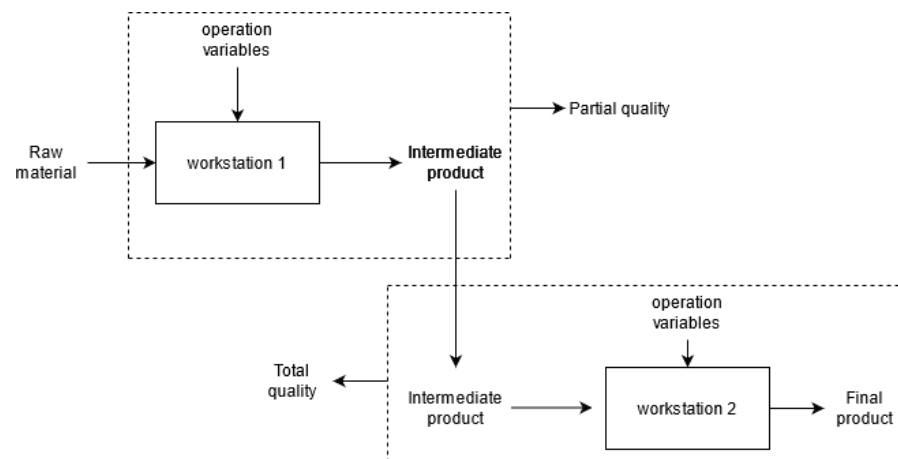 operation
variables
Partial quality
Raw
material
workstation 1
Intermediate
product
operation
variables
Total
quality
Intermediate
product
workstation 2
Final
product